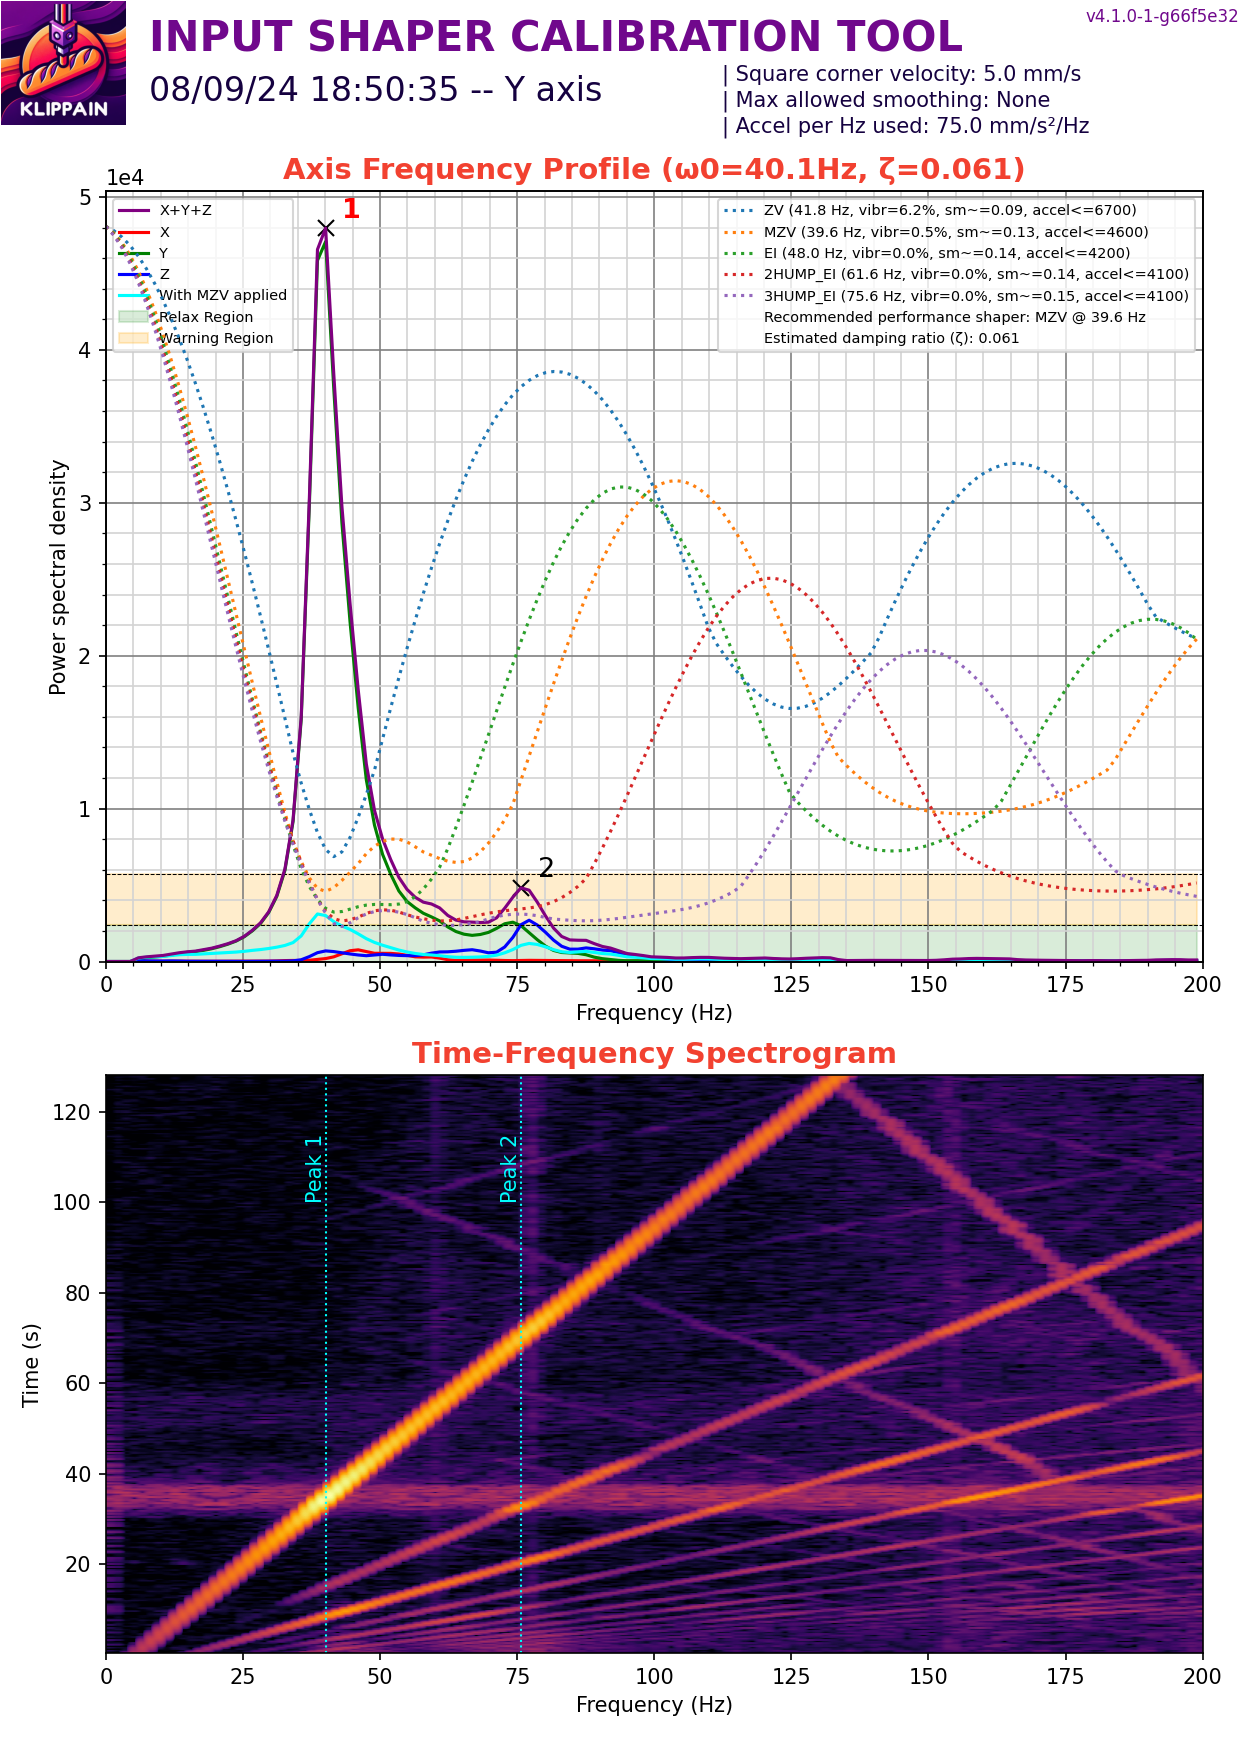 v4.1.0-1-g66f5e32
INPUT SHAPER CALIBRATION TOOL
08/09/24 18:50:35 -- Y axis
| Square corner velocity: 5.0 mm/s
| Max allowed smoothing: None
| Accel per Hz used: 75.0 mm/s²/Hz
KLIPPAIN
Axis Frequency Profile (ω0=40.1Hz, ζ=0.061)
1e4
1
X+Y+Z
X
Y
Z
With MZV applied
Relax Region
Warning Region
ZV (41.8 Hz, vibr=6.2%, sm~=0.09, accel<=6700)
MZV (39.6 Hz, vibr=0.5%, sm~=0.13, accel<=4600)
EI (48.0 Hz, vibr=0.0%, sm~=0.14, accel<=4200)
2HUMP_EI (61.6 Hz, vibr=0.0%, sm~=0.14, accel<=4100)
3HUMP_EI (75.6 Hz, vibr=0.0%, sm~=0.15, accel<=4100)
Recommended performance shaper: MZV @ 39.6 Hz
Estimated damping ratio (ζ): 0.061
5
4
3
2
1
0
Power spectral density
2
0 25 50 75 100 125 150 175 200
Frequency (Hz)
Time-Frequency Spectrogram
Peak 1
Peak 2
120
100
80
60
40
20
Time (s)
0 25 50 75 100 125 150 175 200
Frequency (Hz)